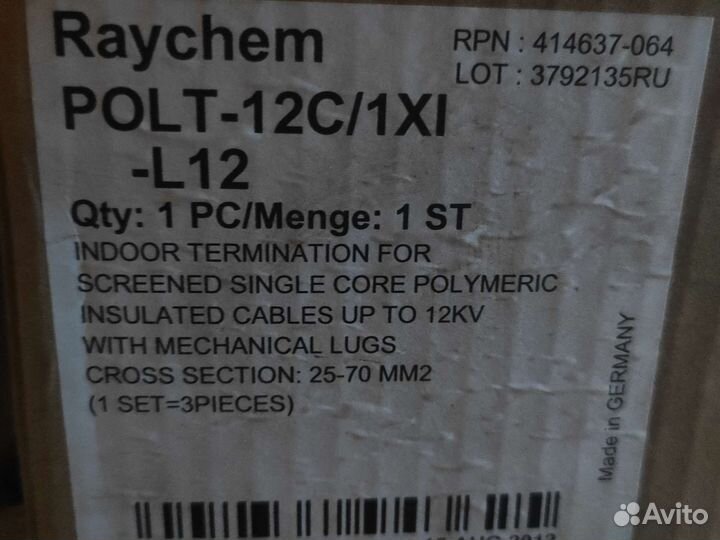 Raychem
RPN : 414637-064
LOT : 3792135RU
POLT-12C/1XI
-L12
Qty: 1 PC/Menge: 1 ST
INDOOR TERMINATION FOR
SCREENED SINGLE CORE POLYMERIC
INSULATED CABLES UP TO 12KV
WITH MECHANICAL LUGS
CROSS SECTION: 25-70 MM2
(1 SET=3PIECES)
Made in GERMANY
Avito